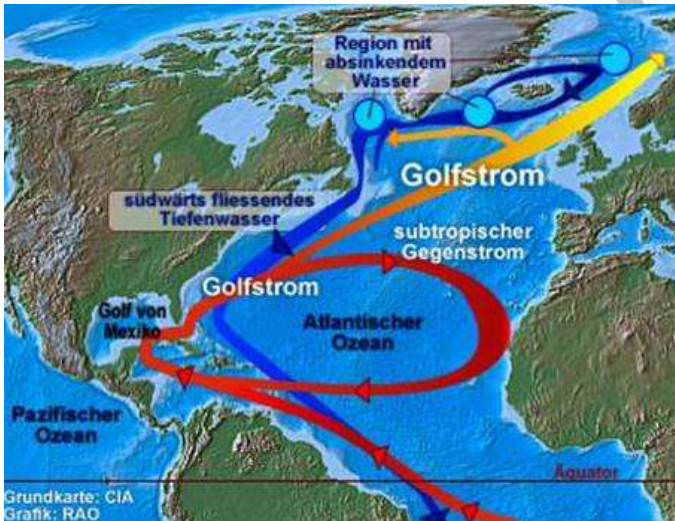 Region mit
absinkendem
Wasser
Golfstrom
südwärts fliessendes
Tiefenwasser
subtropischer
Gegenstrom
Golfstrom
Golf von
Mexiko
Atlantischer
Ozean
Pazifischer
Ozean
Äquator
Grundkarte: CIA
Grafik: RAO